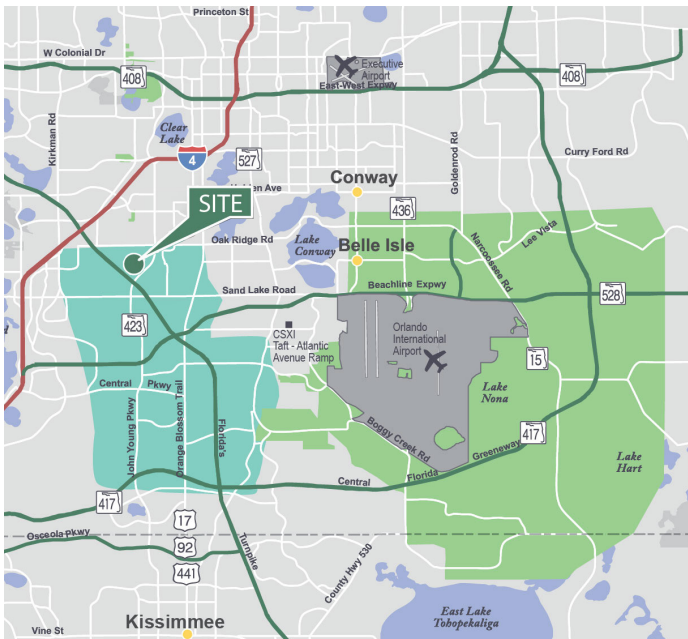 Princeton St
W Colonial Dr
408
Executive
Airport
East-West Expwy
408
Kirkman Rd
Clear
Lake
4
527
Goldenrod Rd
Curry Ford Rd
Holden Ave
Conway
SITE
436
Oak Ridge Rd
Lake
Conway
Belle Isle
Narcoossee Rd
Lee Vista
Sand Lake Road
Beachline Expwy
528
423
CSXI
Taft - Atlantic
Avenue Ramp
Orlando
International
Airport
15
Central Pkwy
John Young Pkwy
Orange Blossom Trail
Florida's
Lake
Nona
Boggy Creek Rd
417
Lake
Hart
Central Florida Greeneway
417
17
Osceola Pkwy
92
Turnpike
441
County Hwy 530
East Lake
Tohopekaliga
Kissimmee
Vine St